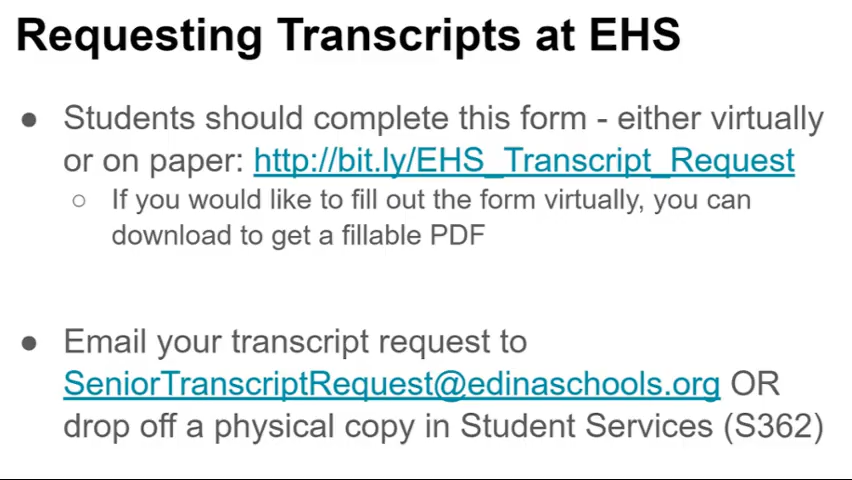 Requesting Transcripts at EHS
● Students should complete this form - either virtually
or on paper: http://bit.ly/EHS_Transcript_Request
○ If you would like to fill out the form virtually, you can
download to get a fillable PDF
● Email your transcript request to
SeniorTranscriptRequest@edinaschools.org OR
drop off a physical copy in Student Services (S362)